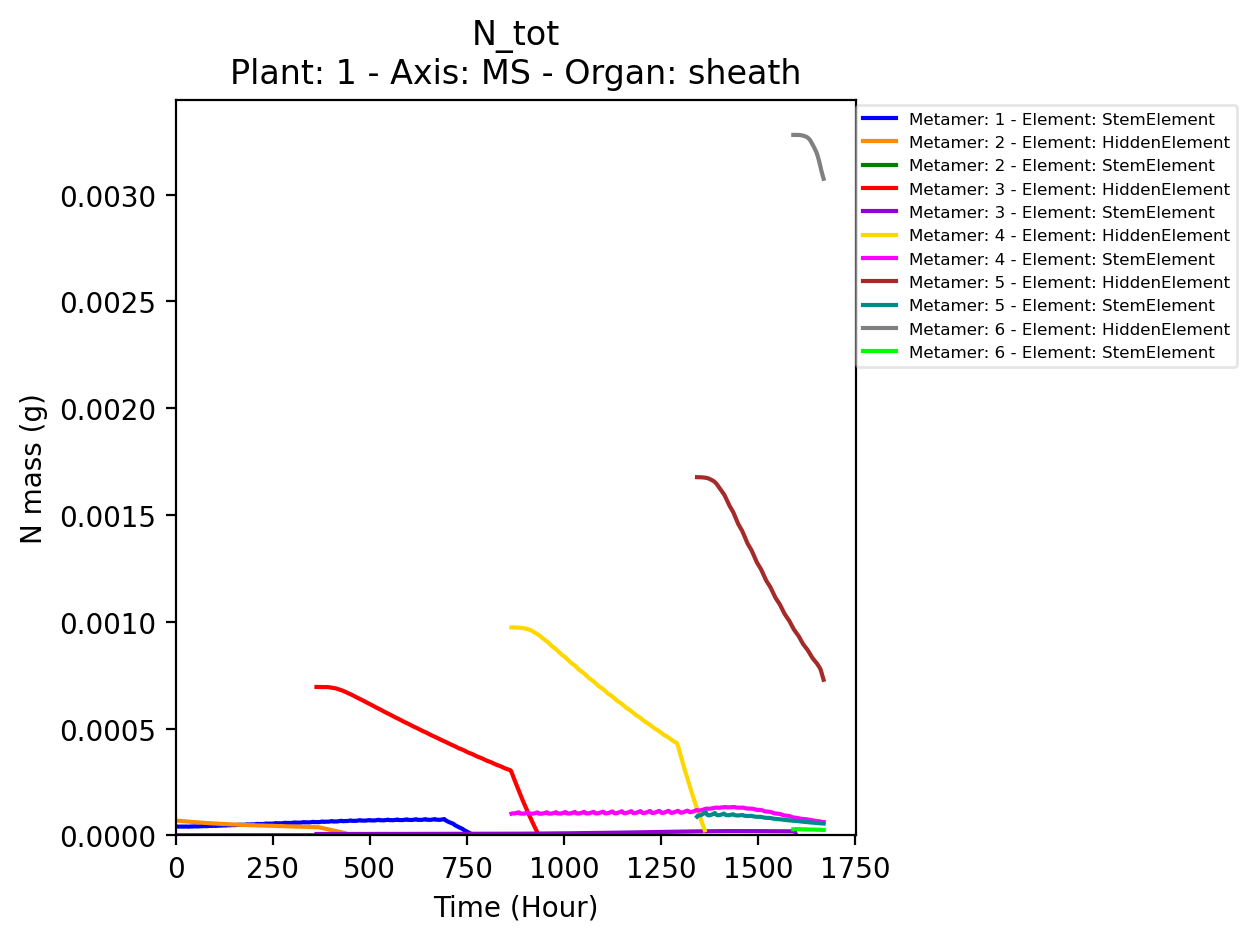 N_tot
Plant: 1 - Axis: MS - Organ: sheath
N mass (g)
0.0030
0.0025
0.0020
0.0015
0.0010
0.0005
0.0000
0 250 500 750 1000 1250 1500 1750
Time (Hour)
Metamer: 1 - Element: StemElement
Metamer: 2 - Element: HiddenElement
Metamer: 2 - Element: StemElement
Metamer: 3 - Element: HiddenElement
Metamer: 3 - Element: StemElement
Metamer: 4 - Element: HiddenElement
Metamer: 4 - Element: StemElement
Metamer: 5 - Element: HiddenElement
Metamer: 5 - Element: StemElement
Metamer: 6 - Element: HiddenElement
Metamer: 6 - Element: StemElement